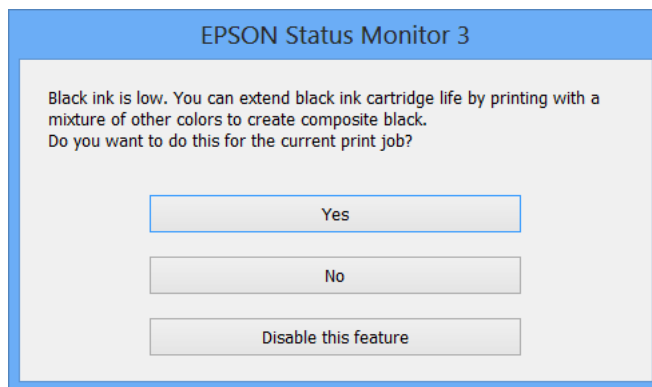 EPSON Status Monitor 3
Black ink is low. You can extend black ink cartridge life by printing with a
mixture of other colors to create composite black.
Do you want to do this for the current print job?
Yes
No
Disable this feature